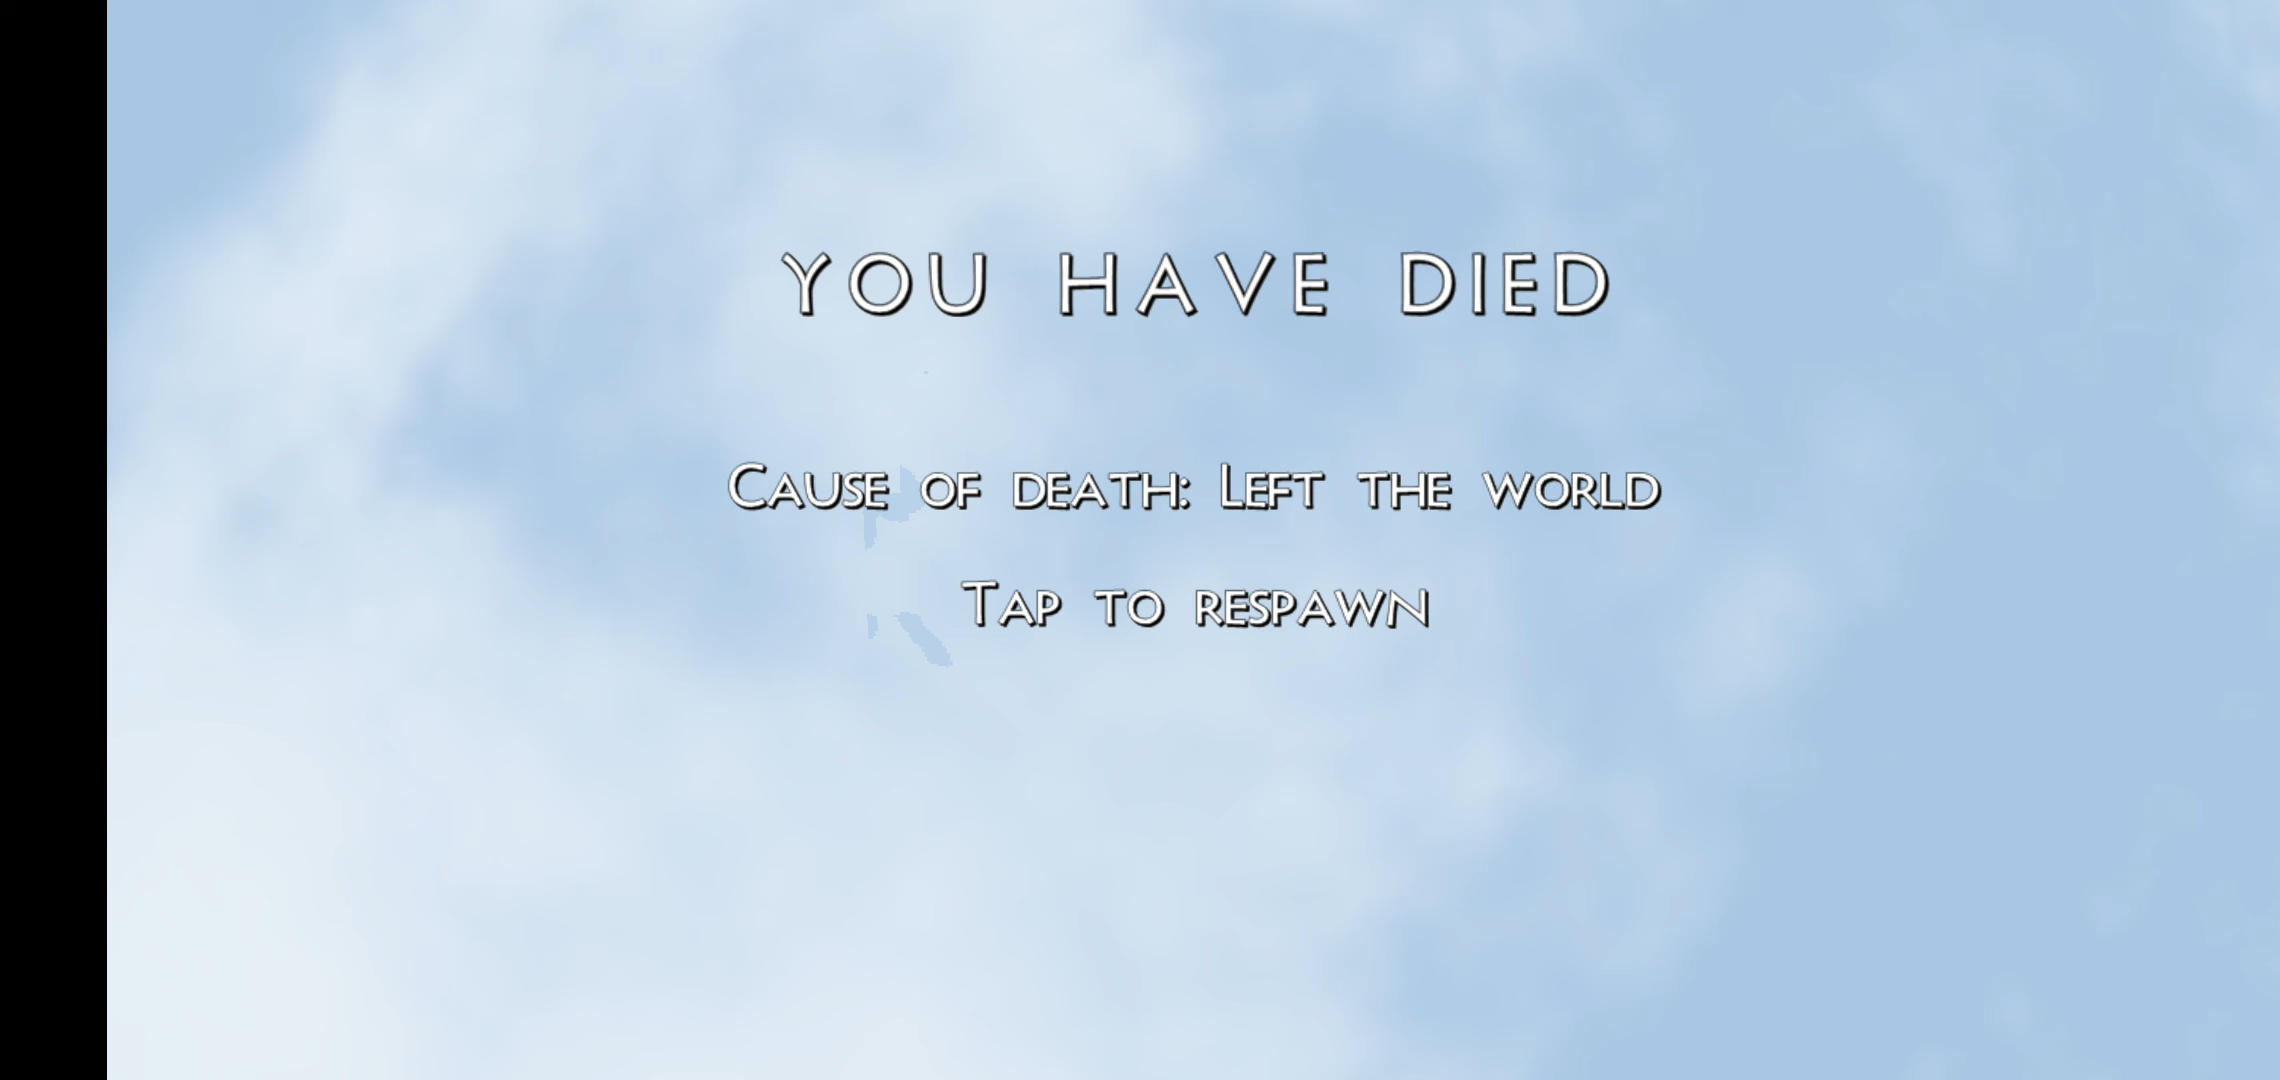 YOU HAVE DIED
Cause of death: Left the world
Tap to respawn